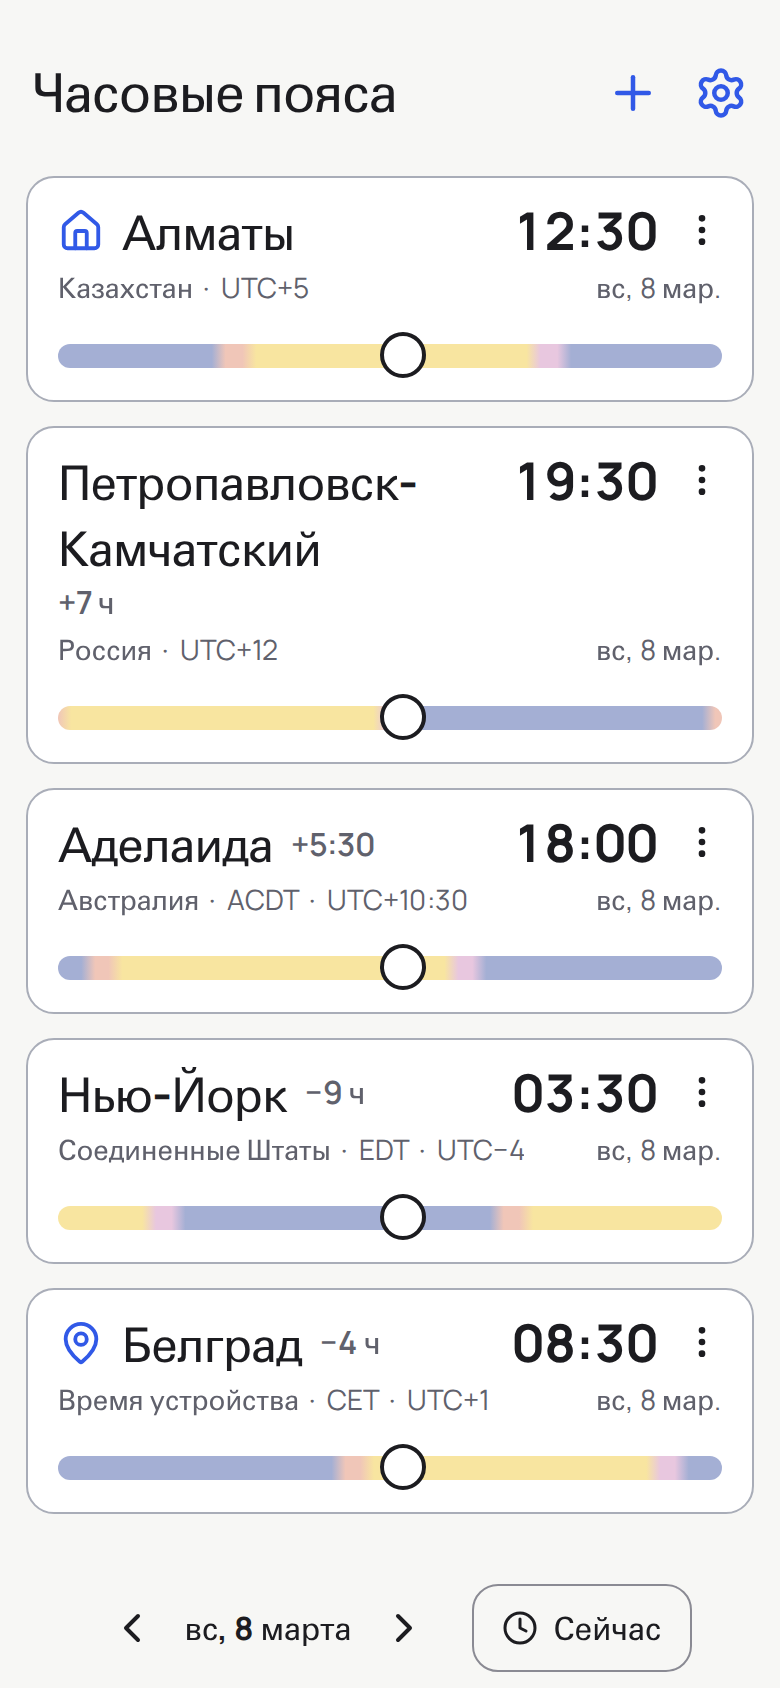 Часовые пояса
Алматы 12:30
Казахстан · UTC+5 вс, 8 мар.
Петропавловск- 19:30
Камчатский
+7 ч
Россия · UTC+12 вс, 8 мар.
Аделаида +5:30 18:00
Австралия · ACDT · UTC+10:30 вс, 8 мар.
Нью-Йорк −9 ч 03:30
Соединенные Штаты · EDT · UTC−4 вс, 8 мар.
Белград −4 ч 08:30
Время устройства · CET · UTC+1 вс, 8 мар.
вс, 8 марта Сейчас